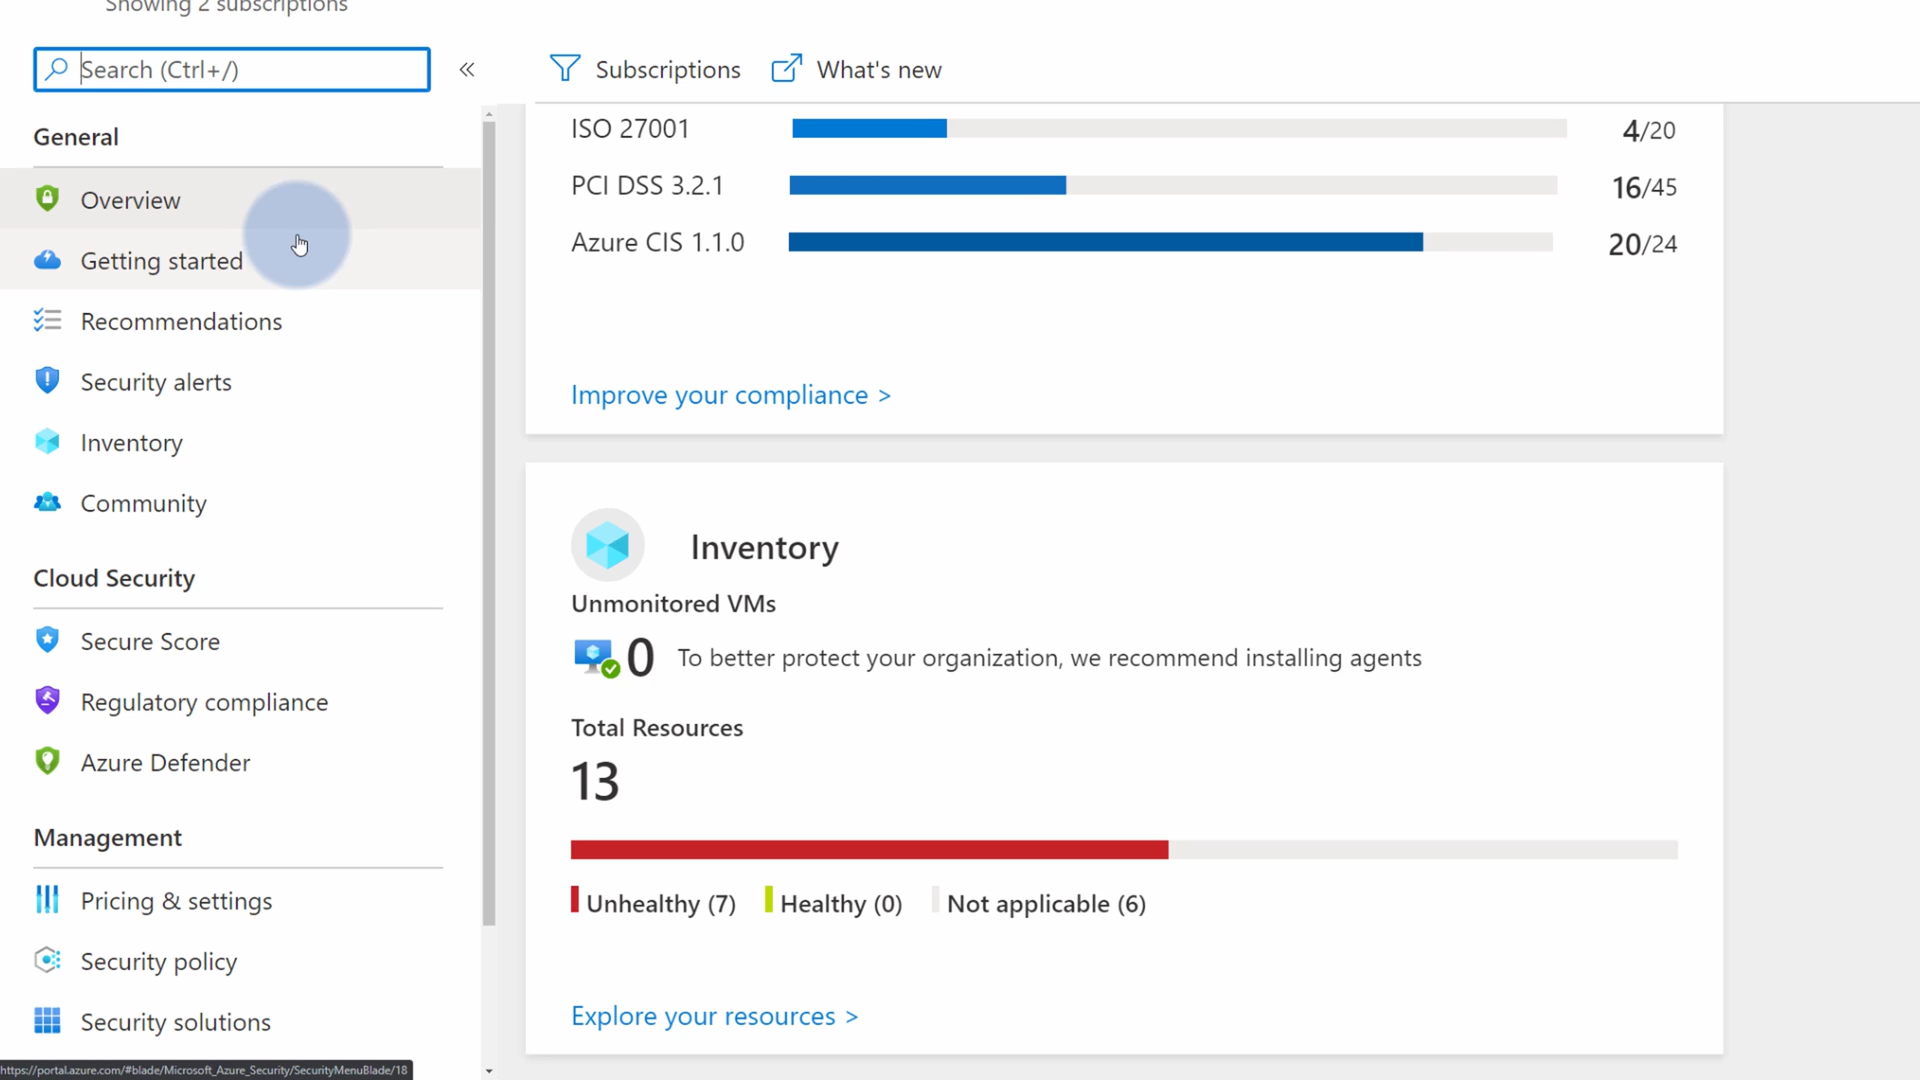 Showing 2 subscriptions
Search (Ctrl+/)
«
Subscriptions
What's new
General
Overview
Getting started
Recommendations
Security alerts
Inventory
Community
Cloud Security
Secure Score
Regulatory compliance
Azure Defender
Management
Pricing & settings
Security policy
Security solutions
https://portal.azure.com/#blade/Microsoft_Azure_Security/SecurityMenuBlade/18
ISO 27001 4/20
PCI DSS 3.2.1 16/45
Azure CIS 1.1.0 20/24
Improve your compliance >
Inventory
Unmonitored VMs
0 To better protect your organization, we recommend installing agents
Total Resources
13
Unhealthy (7) Healthy (0) Not applicable (6)
Explore your resources >